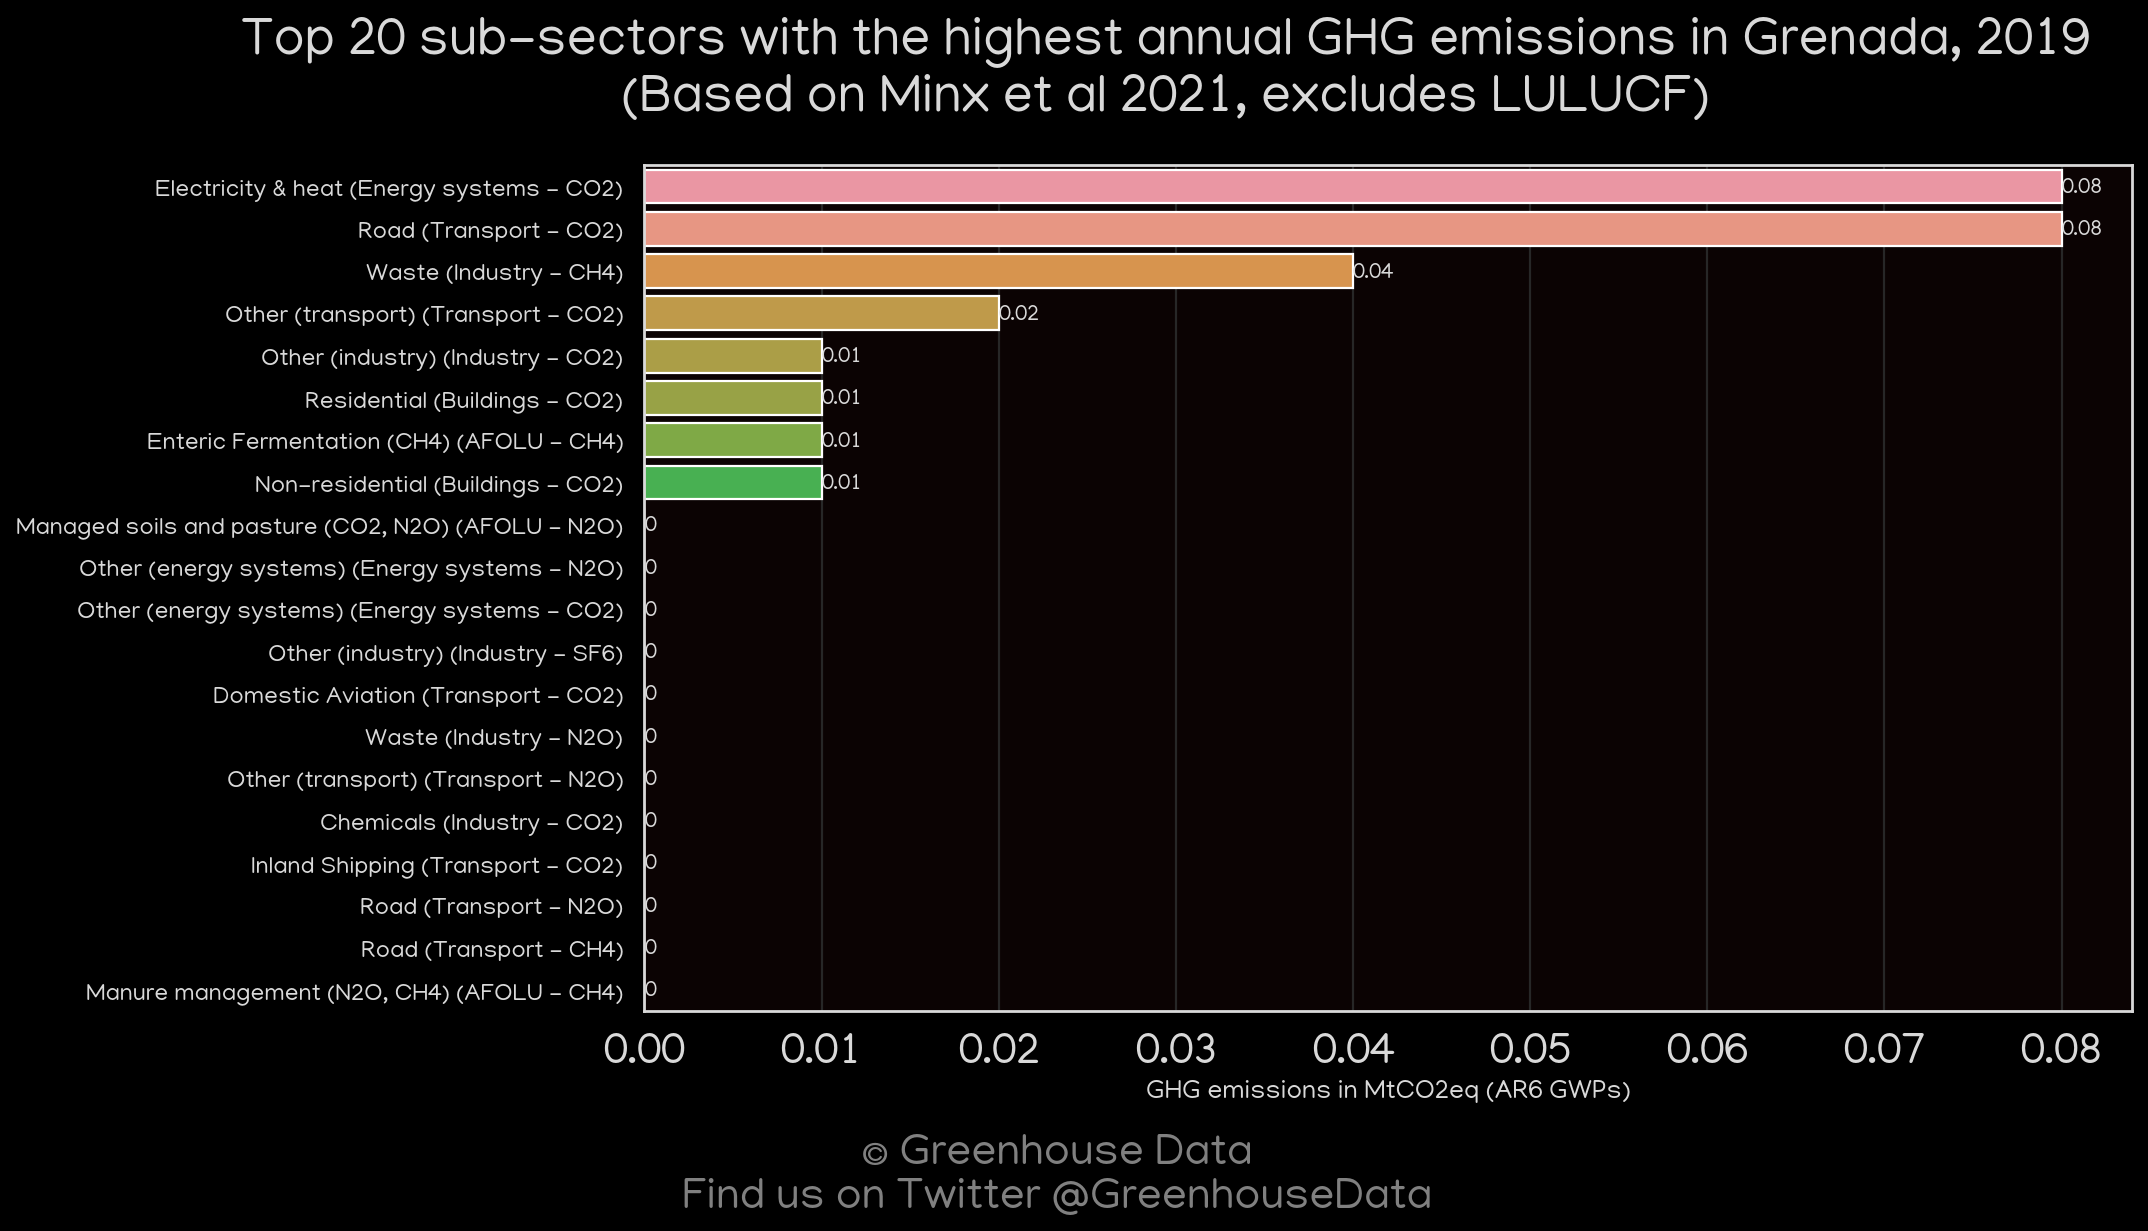 Top 20 sub-sectors with the highest annual GHG emissions in Grenada, 2019
(Based on Minx et al 2021, excludes LULUCF)
Electricity & heat (Energy systems - CO2) 0.08
Road (Transport - CO2) 0.08
Waste (Industry - CH4) 0.04
Other (transport) (Transport - CO2) 0.02
Other (industry) (Industry - CO2) 0.01
Residential (Buildings - CO2) 0.01
Enteric Fermentation (CH4) (AFOLU - CH4) 0.01
Non-residential (Buildings - CO2) 0.01
Managed soils and pasture (CO2, N2O) (AFOLU - N2O) 0
Other (energy systems) (Energy systems - N2O) 0
Other (energy systems) (Energy systems - CO2) 0
Other (industry) (Industry - SF6) 0
Domestic Aviation (Transport - CO2) 0
Waste (Industry - N2O) 0
Other (transport) (Transport - N2O) 0
Chemicals (Industry - CO2) 0
Inland Shipping (Transport - CO2) 0
Road (Transport - N2O) 0
Road (Transport - CH4) 0
Manure management (N2O, CH4) (AFOLU - CH4) 0
0.00 0.01 0.02 0.03 0.04 0.05 0.06 0.07 0.08
GHG emissions in MtCO2eq (AR6 GWPs)
© Greenhouse Data
Find us on Twitter @GreenhouseData